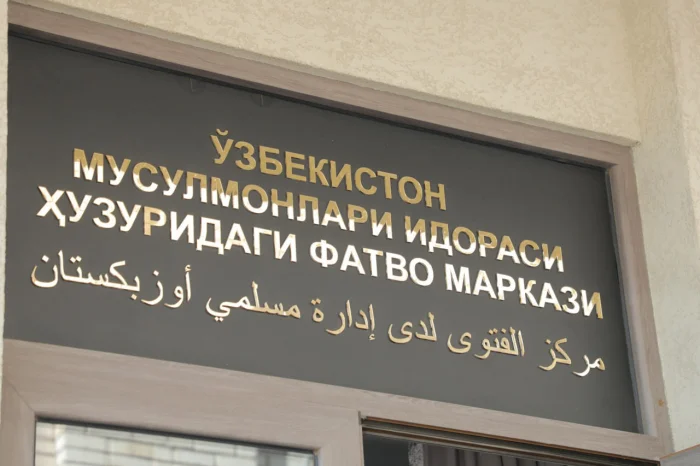 ЎЗБЕКИСТОН
МУСУЛМОНЛАРИ ИДОРАСИ
ҲУЗУРИДАГИ ФАТВО МАРКАЗИ
مركز الفتوى لدى إدارة مسلمي أوزبكستان